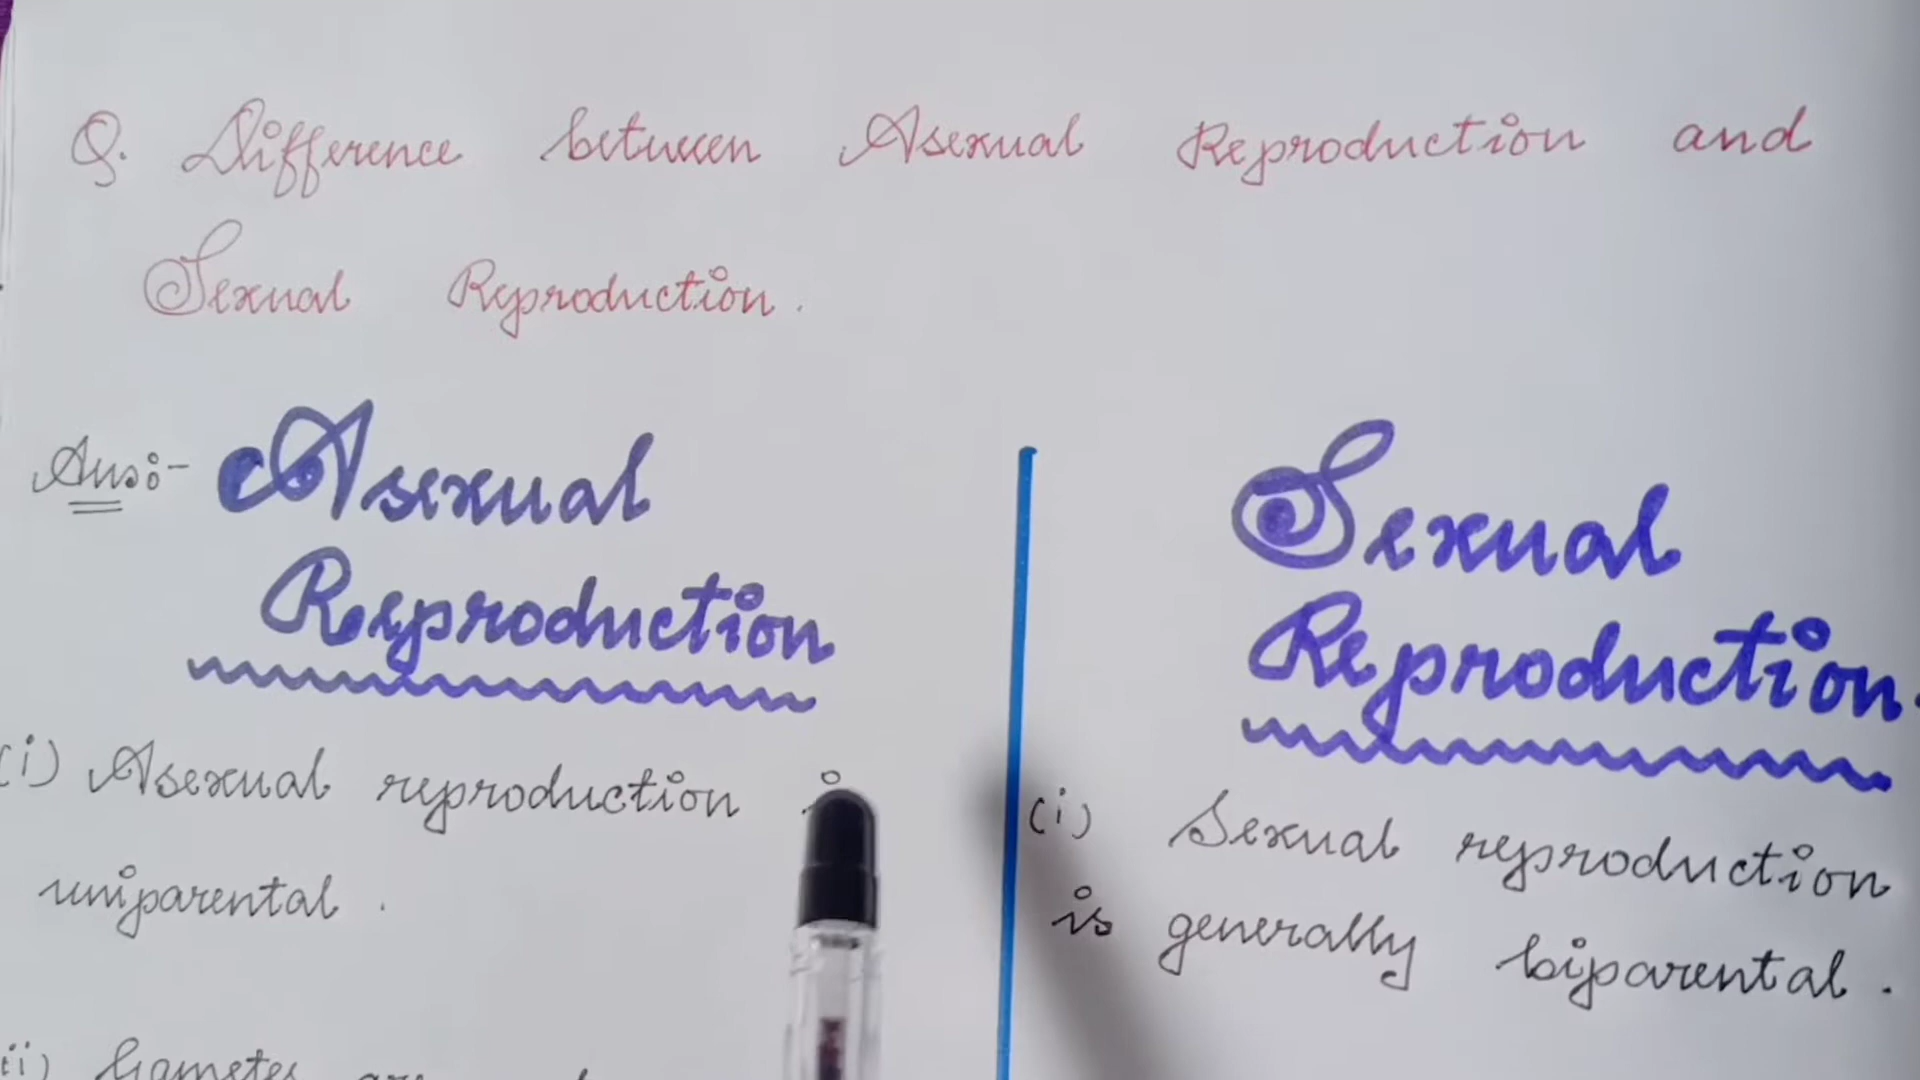 Q. Difference between Asexual Reproduction and
Sexual Reproduction.
Ans:- Asexual
Reproduction
(i) Asexual reproduction
uniparental.
(ii) Gametes are
Sexual
Reproduction.
(i) Sexual reproduction
is generally biparental.